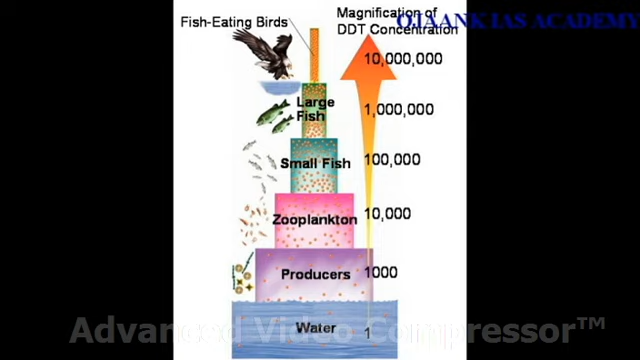 Fish-Eating Birds
Magnification of
DDT Concentration
OJAANK IAS ACADEMY
10,000,000
Large
Fish
1,000,000
Small Fish
100,000
Zooplankton
10,000
Producers
1000
Water
1
Advanced Video Compressor™